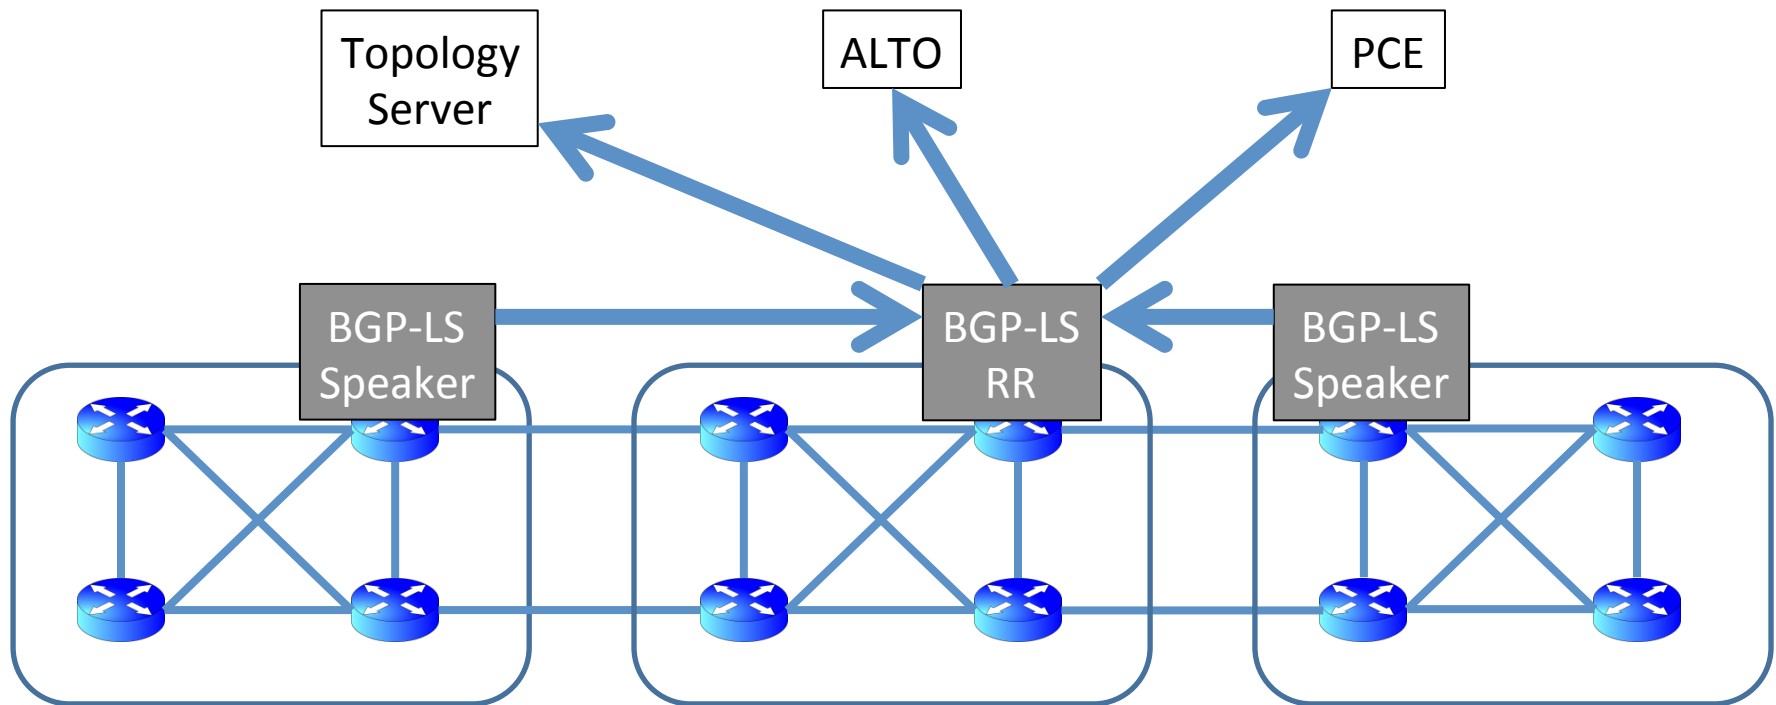 Topology
Server
ALTO
PCE
BGP-LS
Speaker
BGP-LS
RR
BGP-LS
Speaker